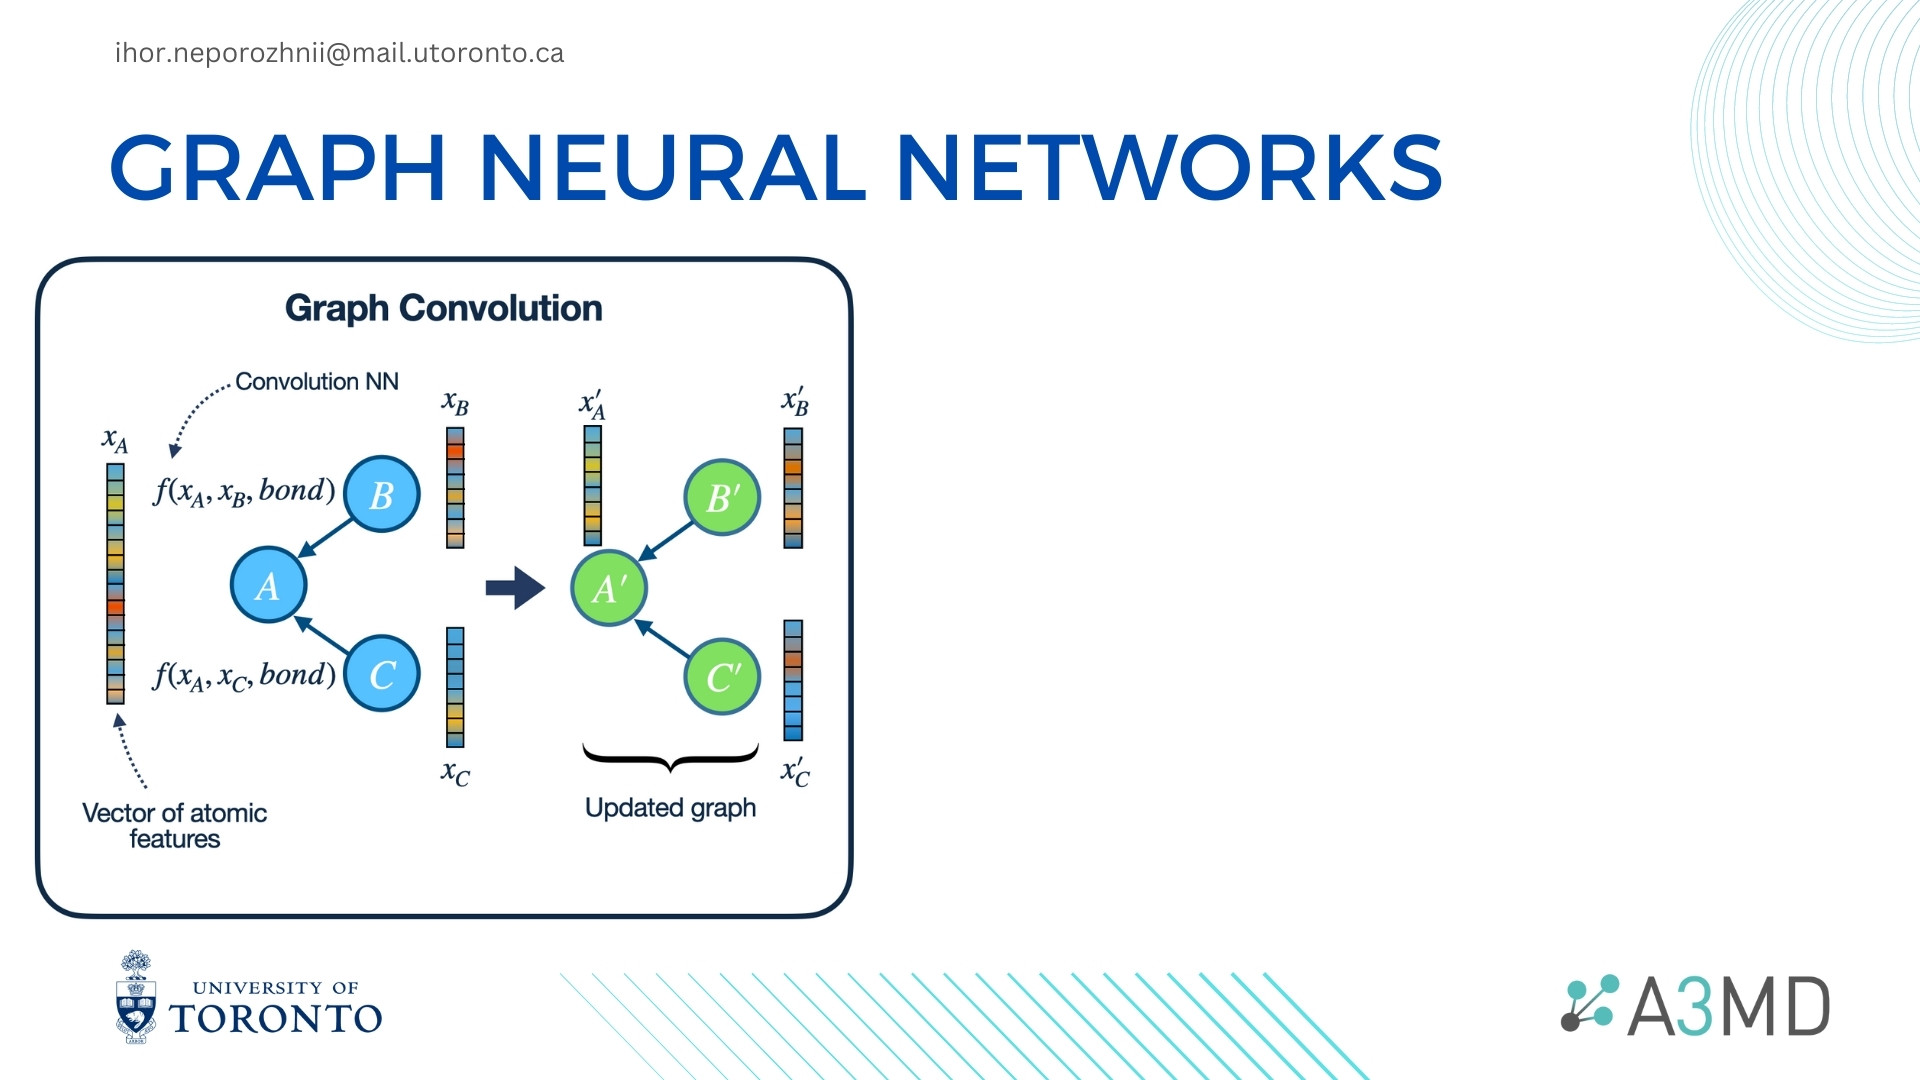 ihor.neporozhnii@mail.utoronto.ca
GRAPH NEURAL NETWORKS
Graph Convolution
Convolution NN
x_A
x_B
x'_A
x'_B
f(x_A, x_B, bond)
B
B'
A
A'
f(x_A, x_C, bond)
C
C'
x_C
x'_C
Vector of atomic
features
Updated graph
UNIVERSITY OF
TORONTO
A3MD